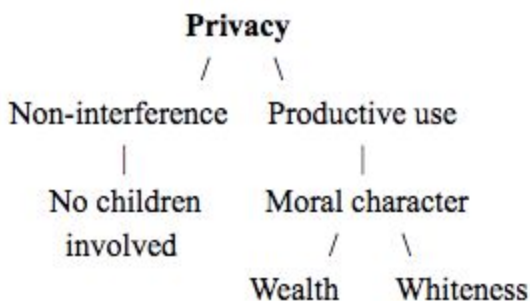 Privacy
/ \
Non-interference Productive use
| |
No children Moral character
involved / \
Wealth Whiteness